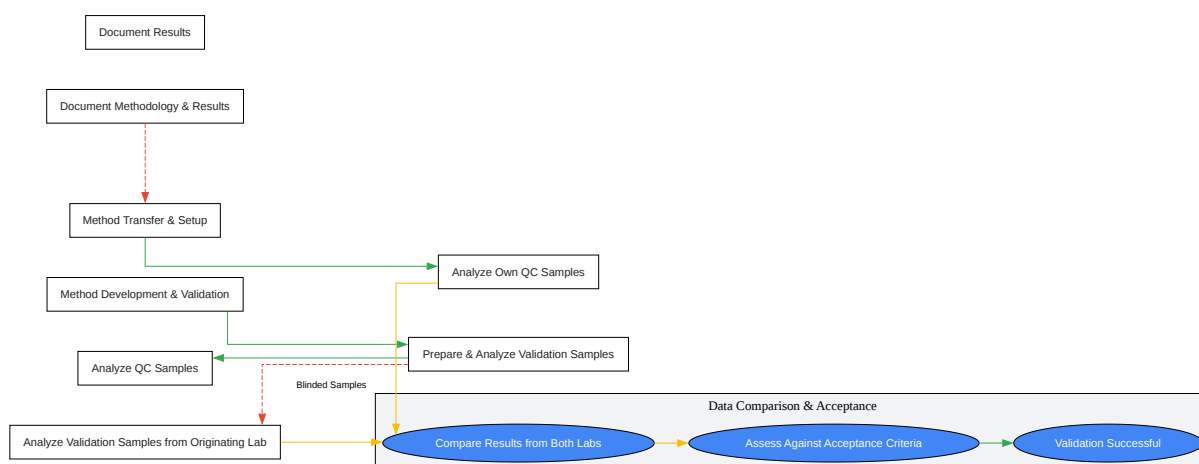 Document Results
Document Methodology & Results
Method Transfer & Setup
Analyze Own QC Samples
Method Development & Validation
Prepare & Analyze Validation Samples
Analyze QC Samples
Blinded Samples
Data Comparison & Acceptance
Analyze Validation Samples from Originating Lab
Compare Results from Both Labs
Assess Against Acceptance Criteria
Validation Successful